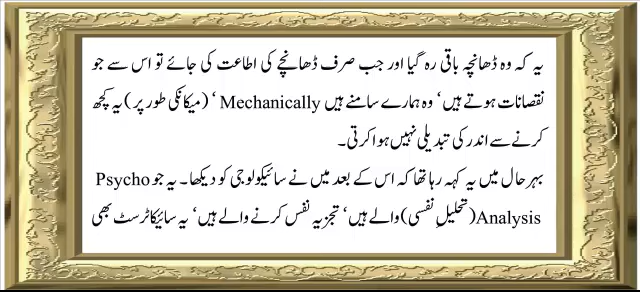 یہ کہ وہ ڈھانچہ باقی رہ گیا اور جب صرف ڈھانچے کی اطاعت کی جائے تو اس سے جو
نقصانات ہوتے ہیں‘ وہ ہمارے سامنے ہیں Mechanically ‘ (میکانکی طور پر) یہ کچھ
کرنے سے اندر کی تبدیلی نہیں ہوا کرتی۔
بہر حال میں یہ کہہ رہا تھا کہ اس کے بعد میں نے سائیکولوجی کو دیکھا۔ یہ جو Psycho
Analysis (تحلیلِ نفسی) والے ہیں‘ تجزیہ نفس کرنے والے ہیں‘ یہ سائیکاٹرسٹ بھی